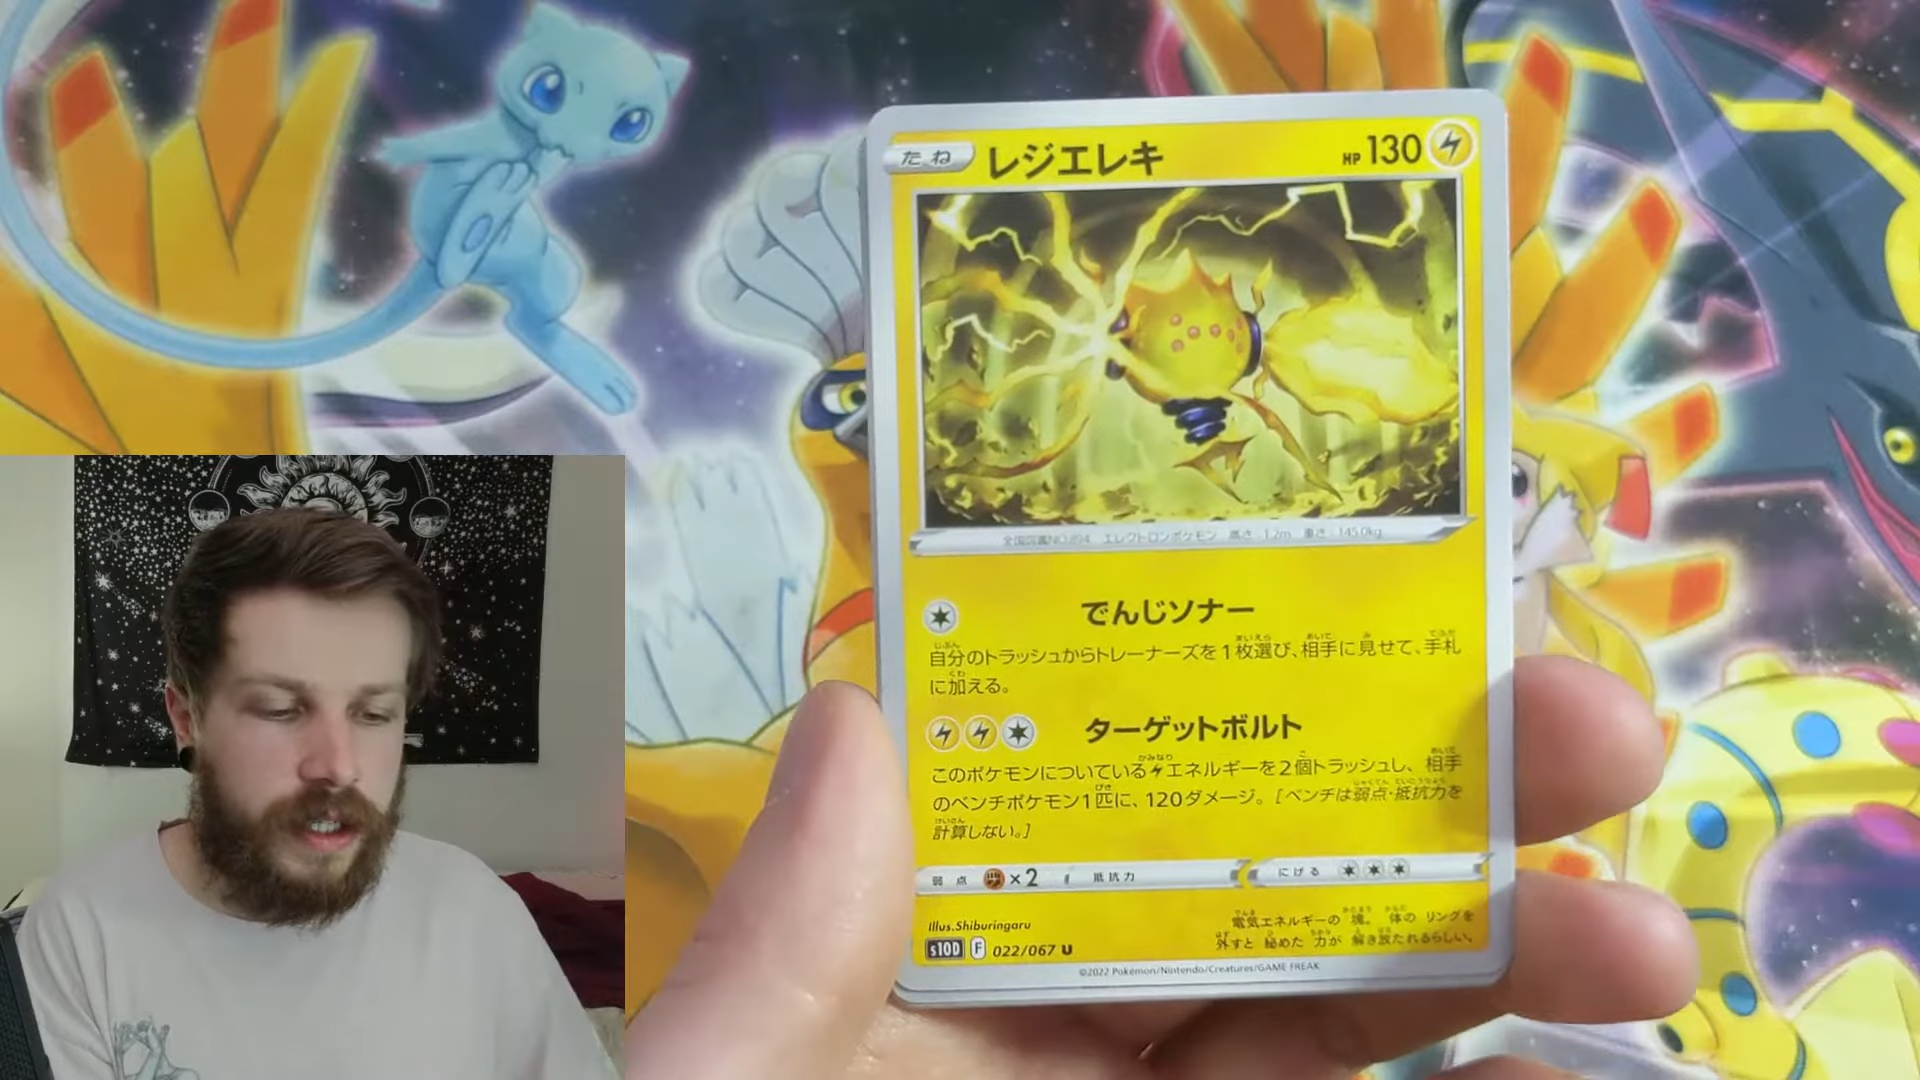 たね レジエレキ HP 130
全国図鑑NO.894 エレクトロンポケモン 高さ:1.2m 重さ:145.0kg
でんじソナー
自分のトラッシュからトレーナーズを1枚選び、相手に見せて、手札
に加える。
ターゲットボルト
このポケモンについているエネルギーを2個トラッシュし、相手
のベンチポケモン1匹に、120ダメージ。[ベンチは弱点・抵抗力を
計算しない。]
弱点 ×2 抵抗力 にげる
Illus.Shiburingaru
電気エネルギーの 塊。 体の リングを
外すと 秘めた 力が 解き放たれるらしい。
s10D F 022/067 U
©2022 Pokémon/Nintendo/Creatures/GAME FREAK